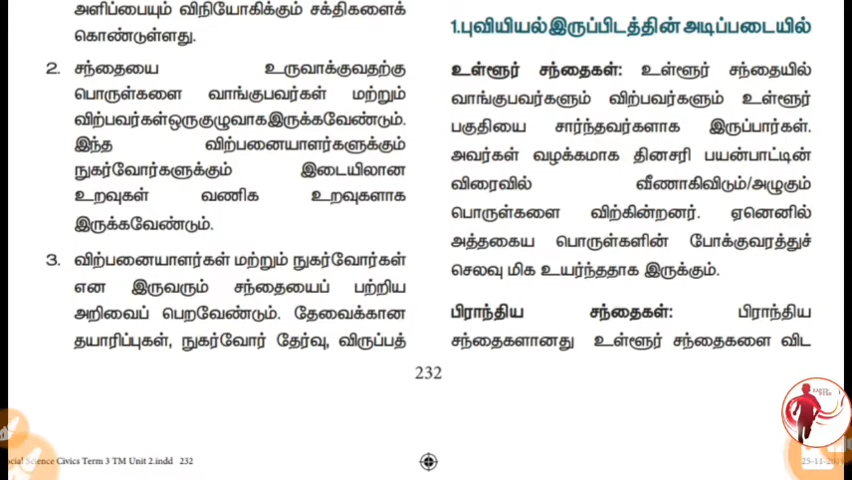 அளிப்பையும் விநியோகிக்கும் சக்திகளைக்
கொண்டுள்ளது.
2. சந்தையை உருவாக்குவதற்கு
பொருள்களை வாங்குபவர்கள் மற்றும்
விற்பவர்கள்ஒருகுழுவாகஇருக்கவேண்டும்.
இந்த விற்பனையாளர்களுக்கும்
நுகர்வோர்களுக்கும் இடையிலான
உறவுகள் வணிக உறவுகளாக
இருக்கவேண்டும்.
3. விற்பனையாளர்கள் மற்றும் நுகர்வோர்கள்
என இருவரும் சந்தையைப் பற்றிய
அறிவைப் பெறவேண்டும். தேவைக்கான
தயாரிப்புகள், நுகர்வோர் தேர்வு, விருப்பத்
1.புவியியல்இருப்பிடத்தின் அடிப்படையில்
உள்ளூர் சந்தைகள்: உள்ளூர் சந்தையில்
வாங்குபவர்களும் விற்பவர்களும் உள்ளூர்
பகுதியை சார்ந்தவர்களாக இருப்பார்கள்.
அவர்கள் வழக்கமாக தினசரி பயன்பாட்டின்
விரைவில் வீணாகிவிடும்/அழுகும்
பொருள்களை விற்கின்றனர். ஏனெனில்
அத்தகைய பொருள்களின் போக்குவரத்துச்
செலவு மிக உயர்ந்ததாக இருக்கும்.
பிராந்திய சந்தைகள்: பிராந்திய
சந்தைகளானது உள்ளூர் சந்தைகளை விட
232
ocial Science Civics Term 3 TM Unit 2.indd 232
25-11-20